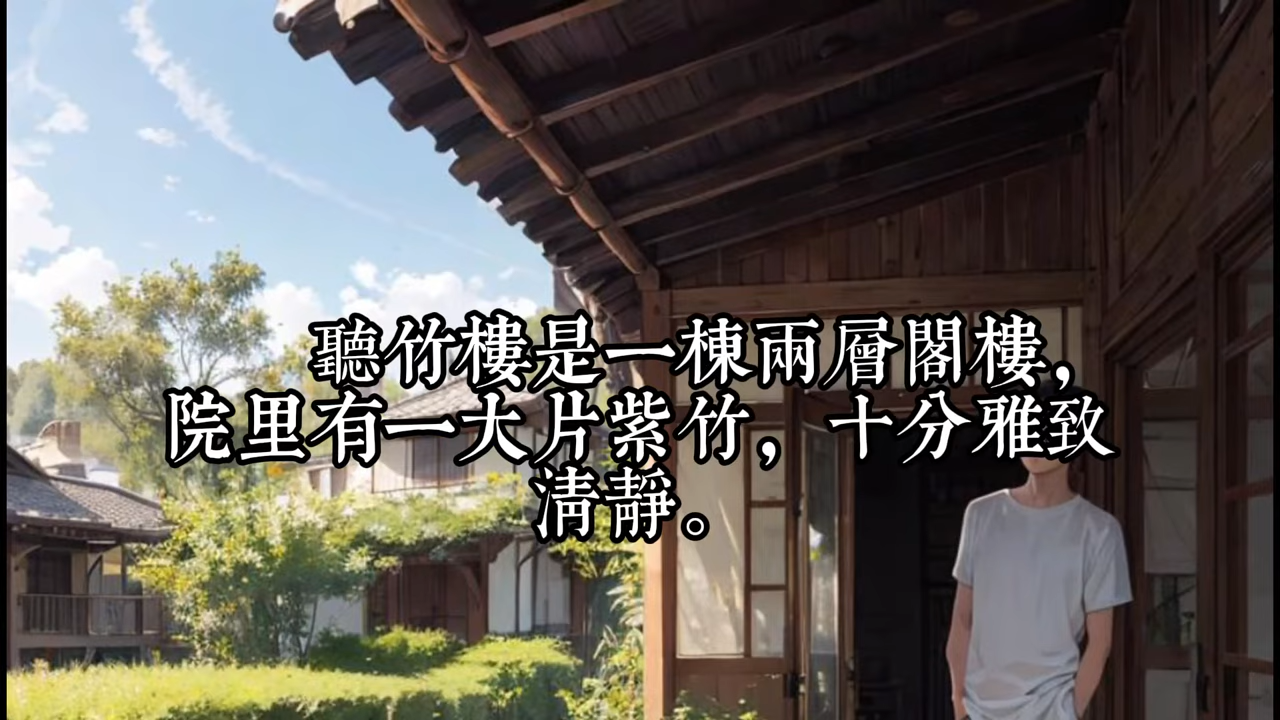 聽竹樓是一棟兩層閣樓，
院里有一大片紫竹，十分雅致
淸靜。